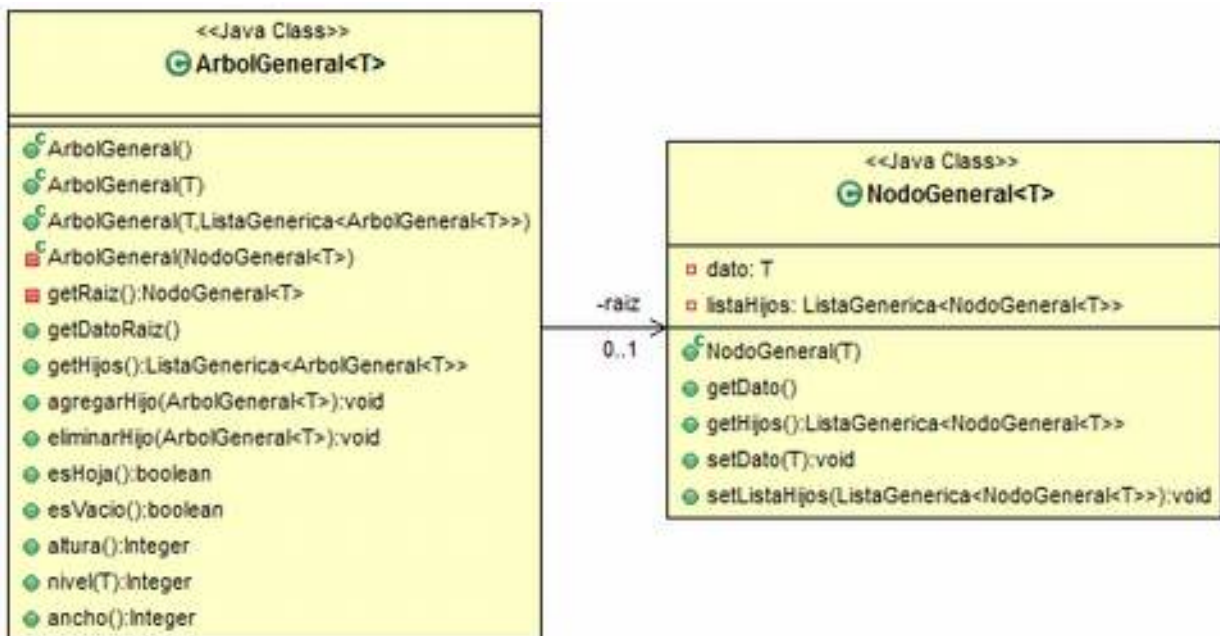 <<Java Class>>
ArbolGeneral<T>
ArbolGeneral()
ArbolGeneral(T)
ArbolGeneral(T,ListaGenerica<ArbolGeneral<T>>)
ArbolGeneral(NodoGeneral<T>)
getRaiz():NodoGeneral<T>
getDatoRaiz()
getHijos():ListaGenerica<ArbolGeneral<T>>
agregarHijo(ArbolGeneral<T>):void
eliminarHijo(ArbolGeneral<T>):void
esHoja():boolean
esVacio():boolean
altura():Integer
nivel(T):Integer
ancho():Integer
-raiz
0..1
<<Java Class>>
NodoGeneral<T>
dato: T
listaHijos: ListaGenerica<NodoGeneral<T>>
NodoGeneral(T)
getDato()
getHijos():ListaGenerica<NodoGeneral<T>>
setDato(T):void
setListaHijos(ListaGenerica<NodoGeneral<T>>):void